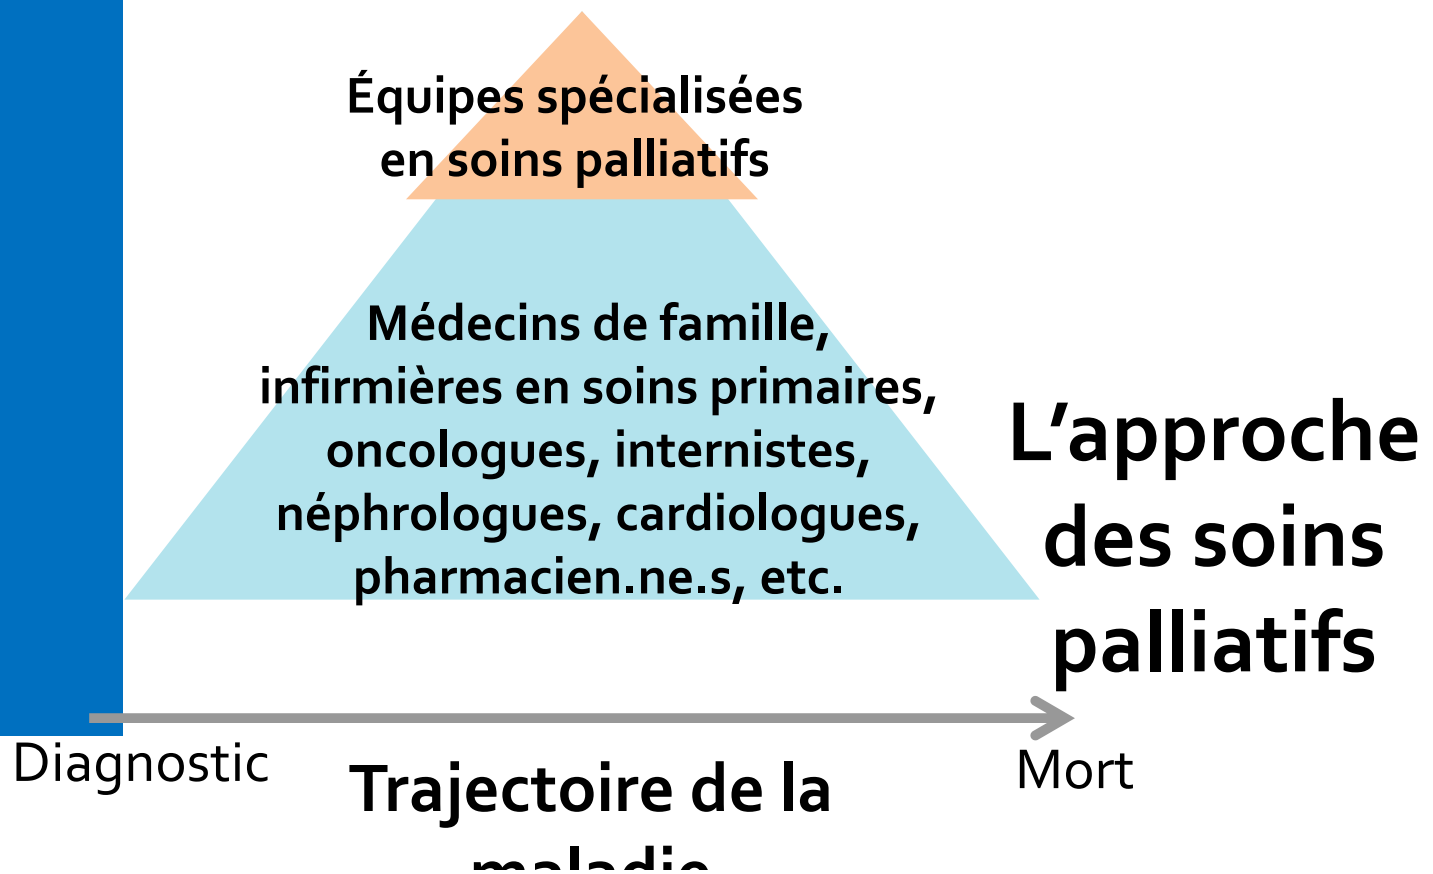 Équipes spécialisées
en soins palliatifs
Médecins de famille,
infirmières en soins primaires,
oncologues, internistes,
néphrologues, cardiologues,
pharmacien.ne.s, etc.
L’approche
des soins
palliatifs
Diagnostic
Mort
Trajectoire de la
maladie